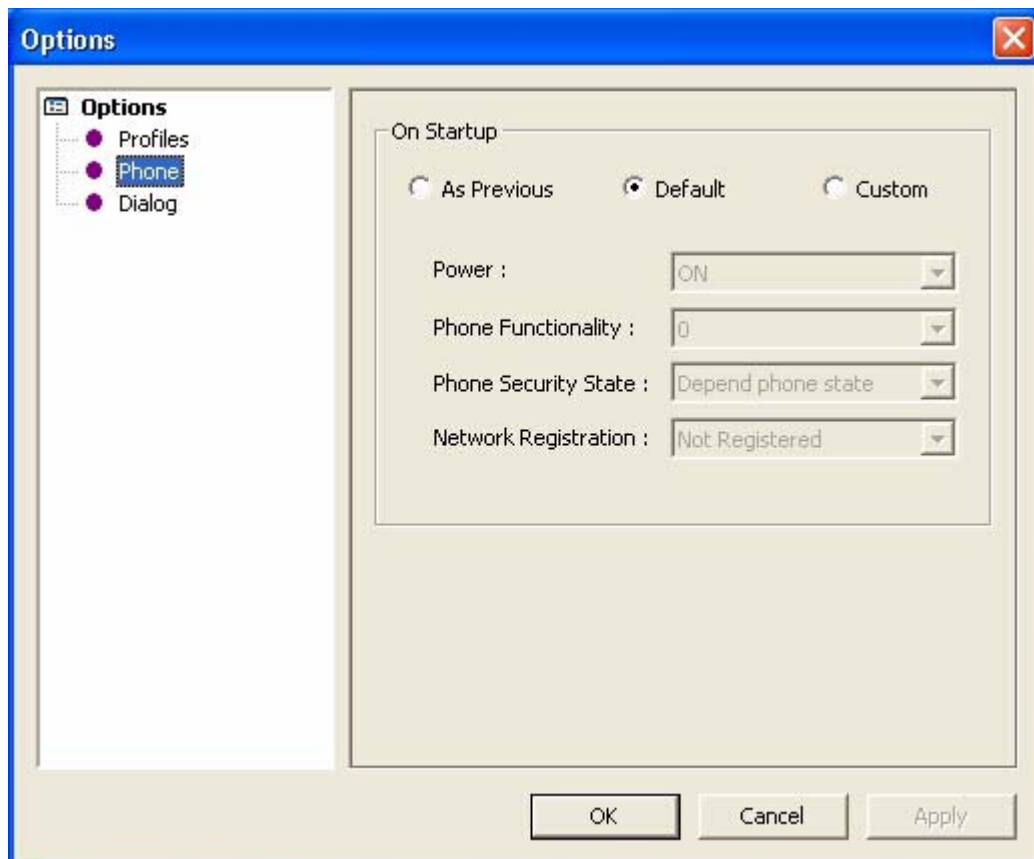 Options
Options
Profiles
Phone
Dialog
On Startup
As Previous Default Custom
Power : ON
Phone Functionality : 0
Phone Security State : Depend phone state
Network Registration : Not Registered
OK Cancel Apply